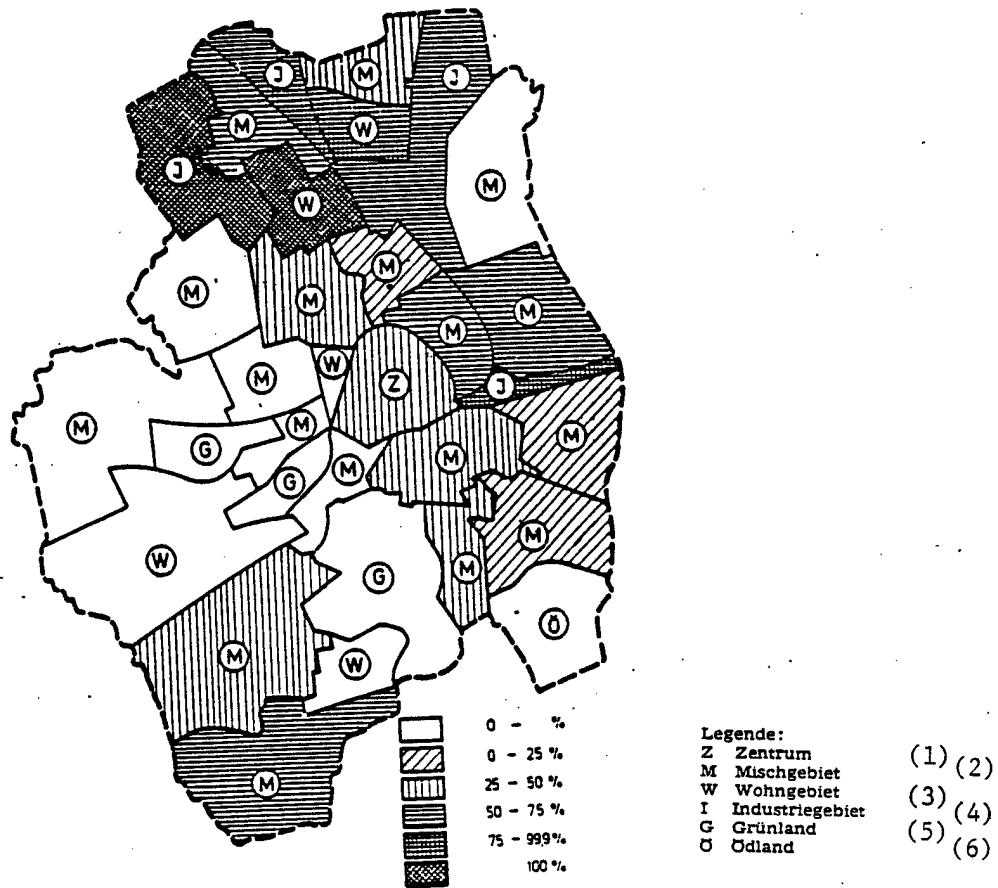 J
M
J
M
W
J
W
M
M
M
M
M
M
M
W
Z
J
M
M
M
M
G
M
G
M
W
G
M
M
Ö
M
W
M
0 - %
0 - 25 %
25 - 50 %
50 - 75 %
75 - 99,9 %
100 %
Legende:
Z Zentrum (1)
M Mischgebiet (2)
W Wohngebiet (3)
I Industriegebiet (4)
G Grünland (5)
Ö Ödland (6)